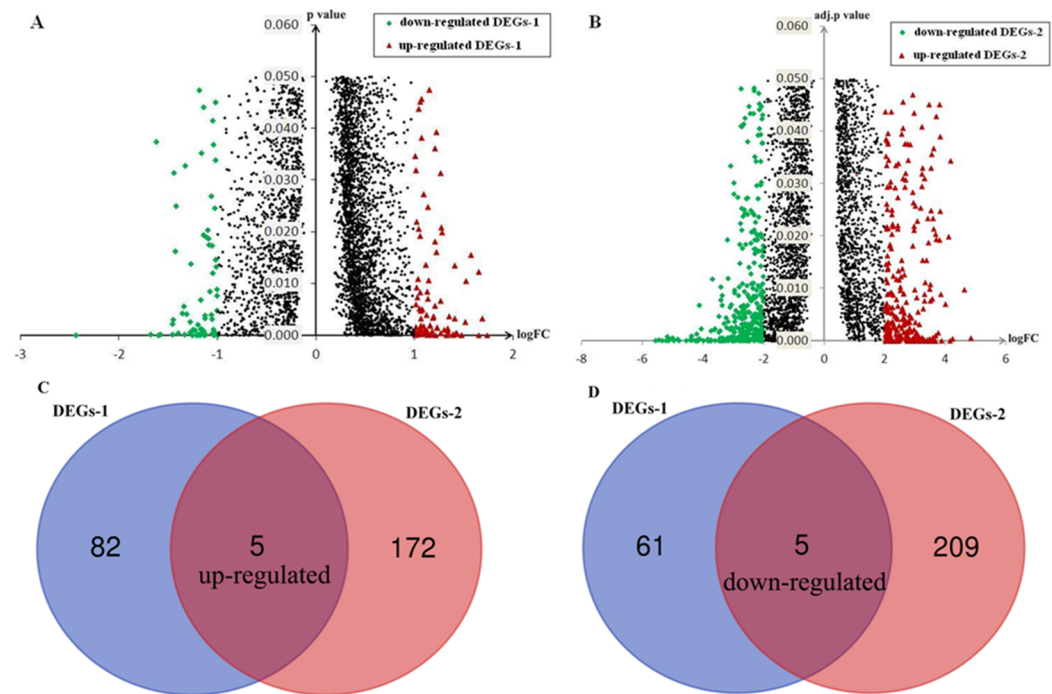 A
p value
down-regulated DEGs-1
up-regulated DEGs-1
0.060
0.050
0.040
0.030
0.020
0.010
0.000
logFC
-3
-2
-1
0
1
2
B
adj.p value
down-regulated DEGs-2
up-regulated DEGs-2
0.060
0.050
0.040
0.030
0.020
0.010
0.000
logFC
-8
-6
-4
-2
0
2
4
6
C
DEGs-1
DEGs-2
82
5
172
up-regulated
D
DEGs-1
DEGs-2
61
5
209
down-regulated